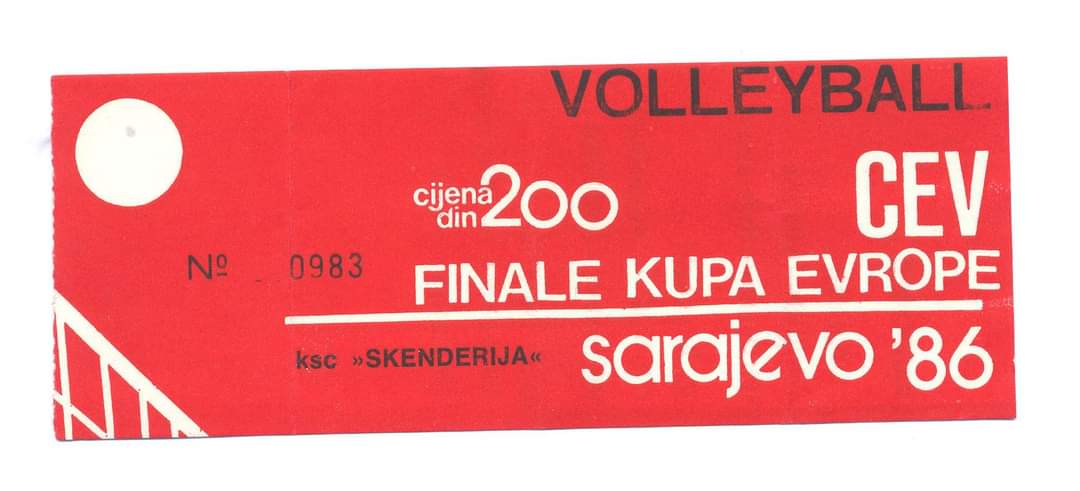 VOLLEYBALL
CEV
cijena
din 200
Nº 0983
FINALE KUPA EVROPE
ksc »SKENDERIJA«
sarajevo '86